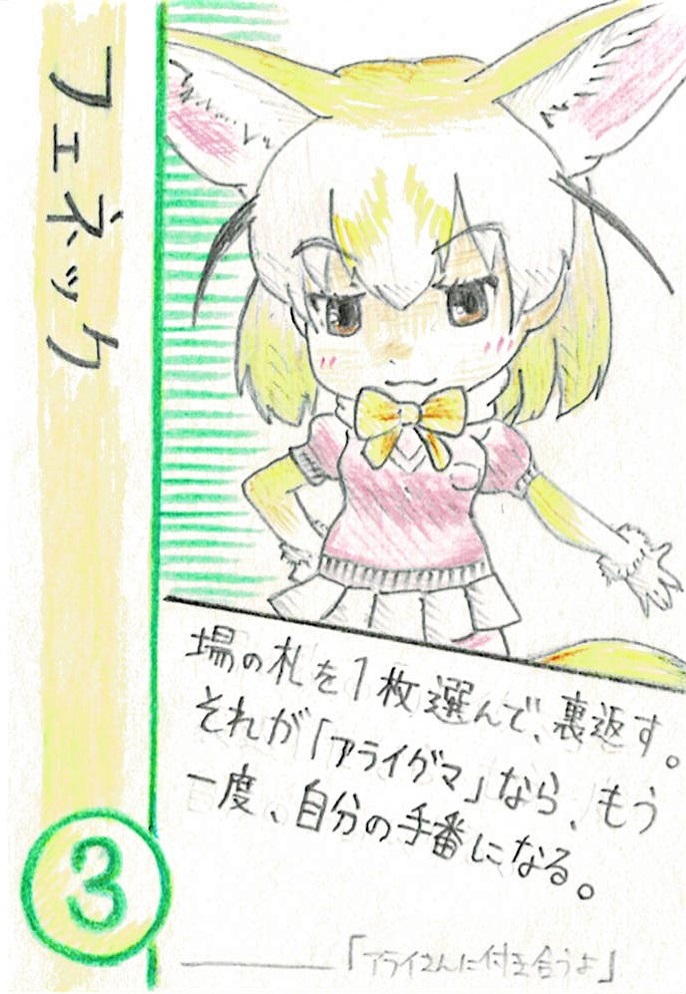 フェネック
場の札を1枚選んで、裏返す。
それが「アライグマ」なら、もう
一度、自分の手番になる。
3
「アライさんに付き合うよ」